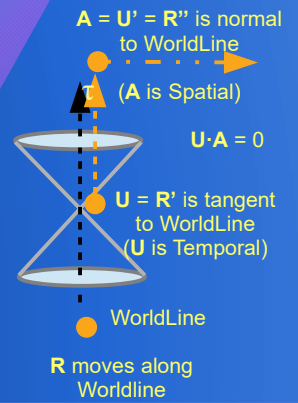 A = U' = R'' is normal
to WorldLine
τ
(A is Spatial)
U·A = 0
U = R' is tangent
to WorldLine
(U is Temporal)
WorldLine
R moves along
Worldline